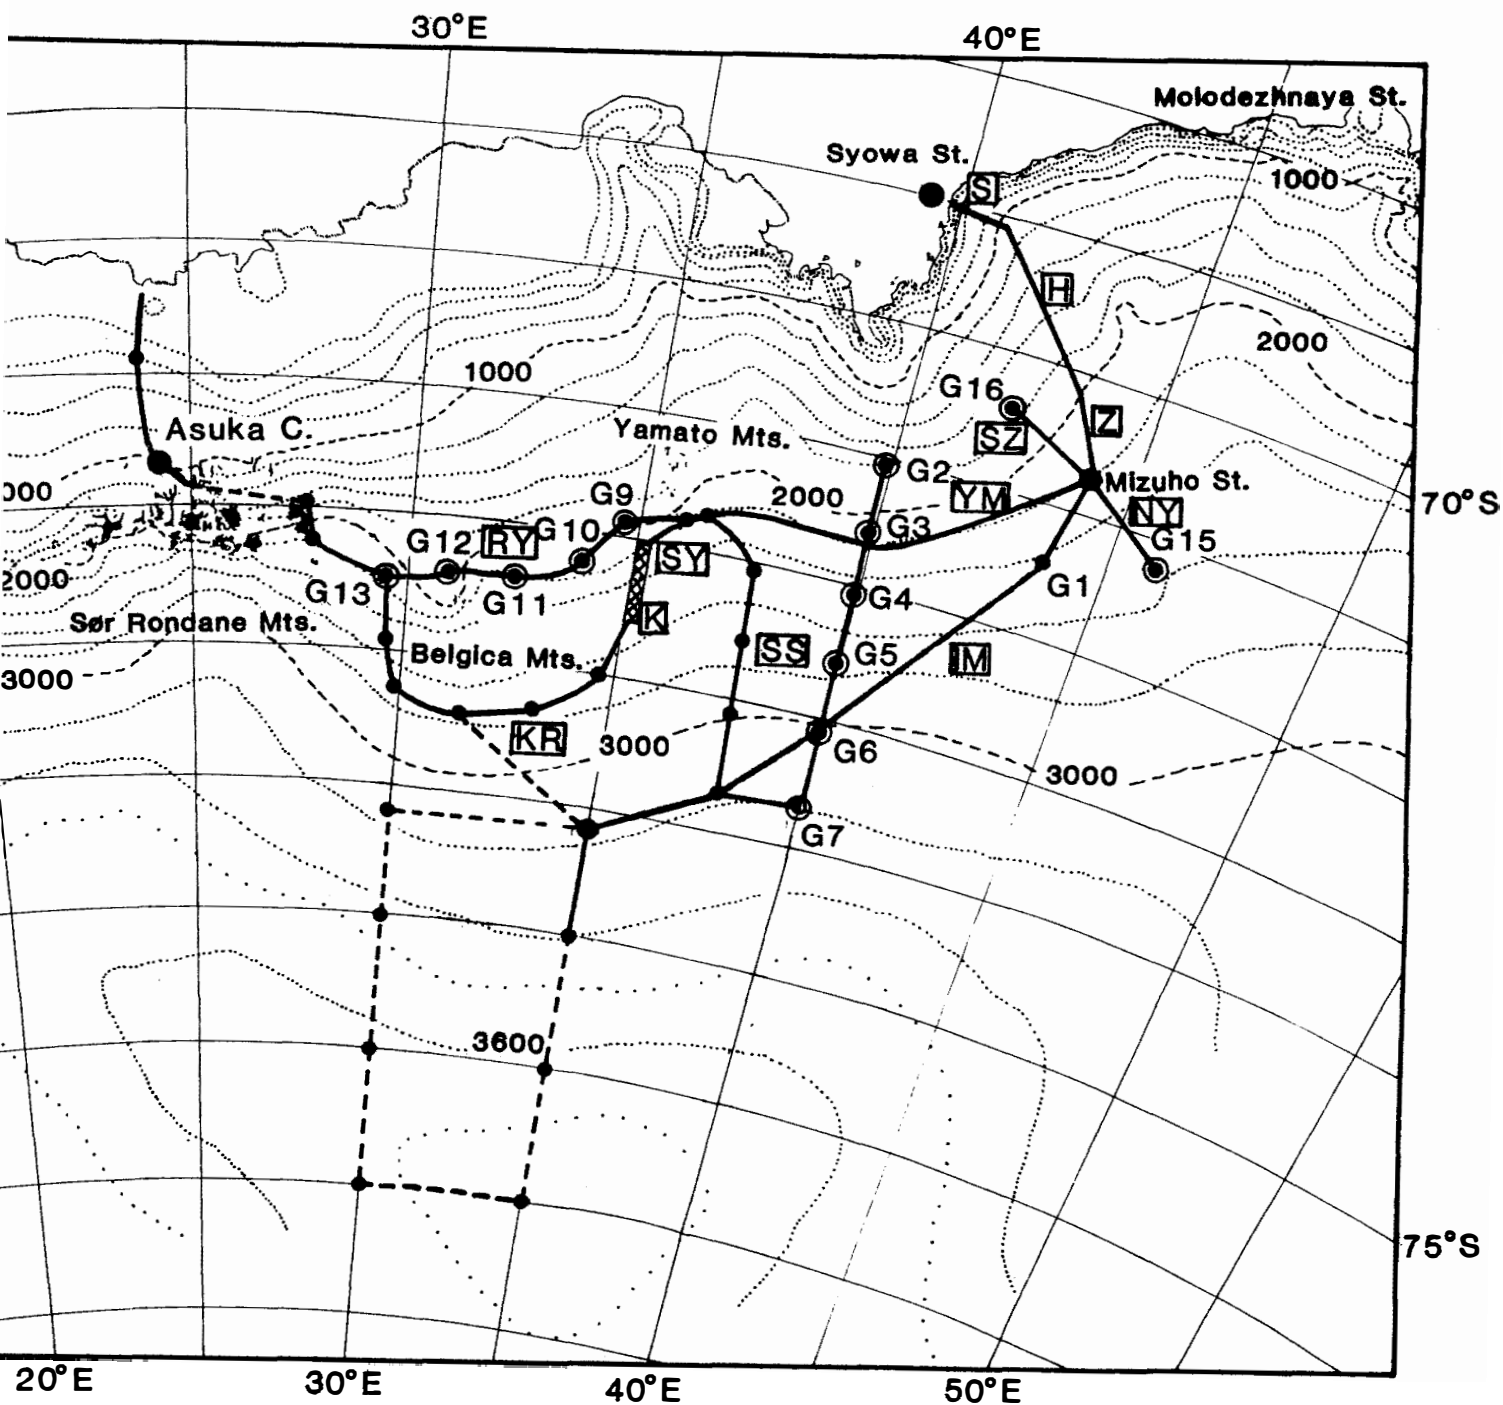 30°E
40°E
Molodezhnaya St.
Syowa St.
S
1000
H
2000
1000
G16
Asuka C.
Yamato Mts.
SZ
Z
G2
Mizuho St.
000
G9
2000
YM
70°S
NY
G12
RY
G10
G3
G15
SY
2000
G13
G11
G4
G1
Sør Rondane Mts.
K
Belgica Mts.
SS
G5
IM
3000
KR
3000
G6
3000
G7
3600
75°S
20°E
30°E
40°E
50°E